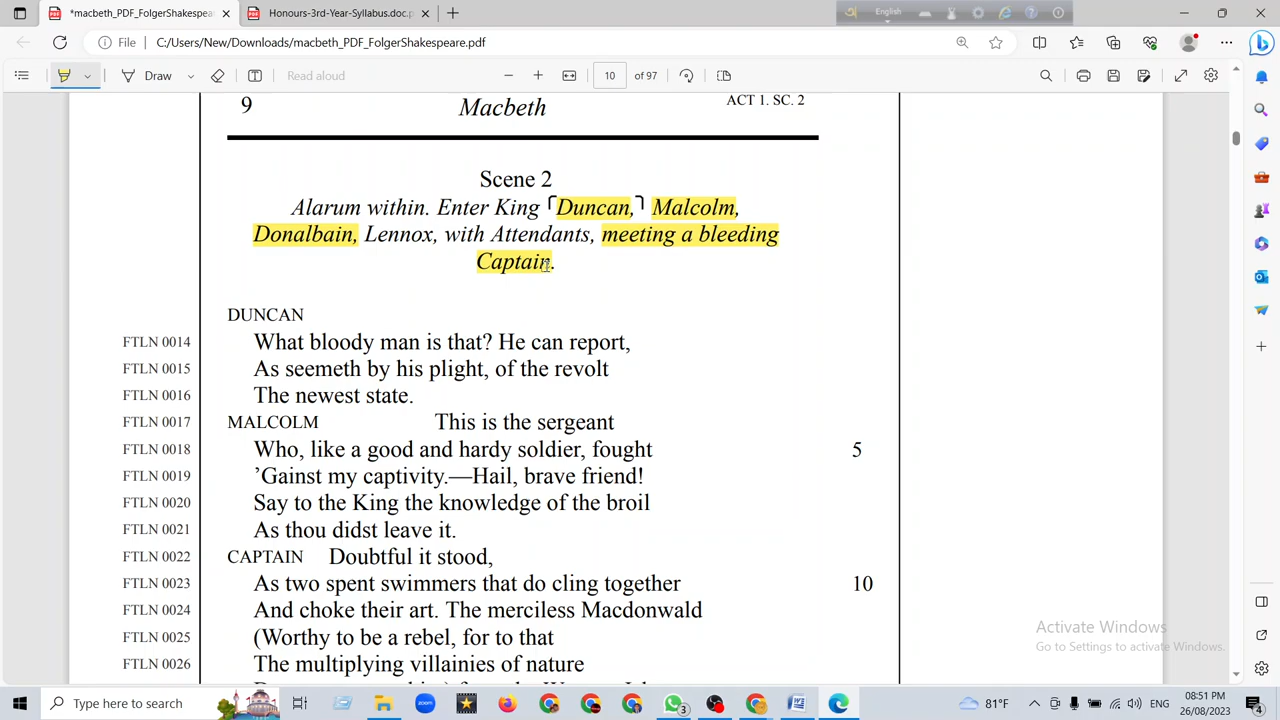 *macbeth_PDF_FolgerShakespea
Honours-3rd-Year-Syllabus.doc.p
English
File
C:/Users/New/Downloads/macbeth_PDF_FolgerShakespeare.pdf
Draw
Read aloud
10
of 97
9
Macbeth
ACT 1. SC. 2
Scene 2
Alarum within. Enter King ⌜Duncan,⌝ Malcolm,
Donalbain, Lennox, with Attendants, meeting a bleeding
Captain.
DUNCAN
FTLN 0014 What bloody man is that? He can report,
FTLN 0015 As seemeth by his plight, of the revolt
FTLN 0016 The newest state.
FTLN 0017 MALCOLM This is the sergeant
FTLN 0018 Who, like a good and hardy soldier, fought 5
FTLN 0019 ’Gainst my captivity.—Hail, brave friend!
FTLN 0020 Say to the King the knowledge of the broil
FTLN 0021 As thou didst leave it.
FTLN 0022 CAPTAIN Doubtful it stood,
FTLN 0023 As two spent swimmers that do cling together 10
FTLN 0024 And choke their art. The merciless Macdonwald
FTLN 0025 (Worthy to be a rebel, for to that
FTLN 0026 The multiplying villainies of nature
Activate Windows
Go to Settings to activate Windows.
Type here to search
3
81°F
08:51 PM
26/08/2023
4